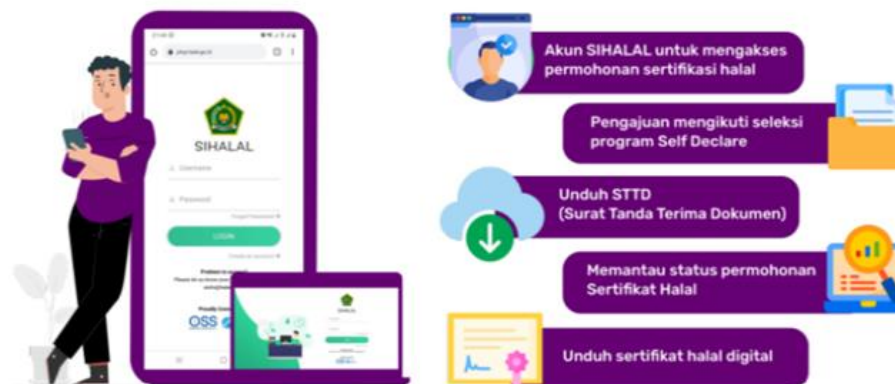 SIHALAL
Username
Password
LOGIN
OSS
SIHALAL
Akun SIHALAL untuk mengakses
permohonan sertifikasi halal
Pengajuan mengikuti seleksi
program Self Declare
Unduh STTD
(Surat Tanda Terima Dokumen)
Memantau status permohonan
Sertifikat Halal
Unduh sertifikat halal digital